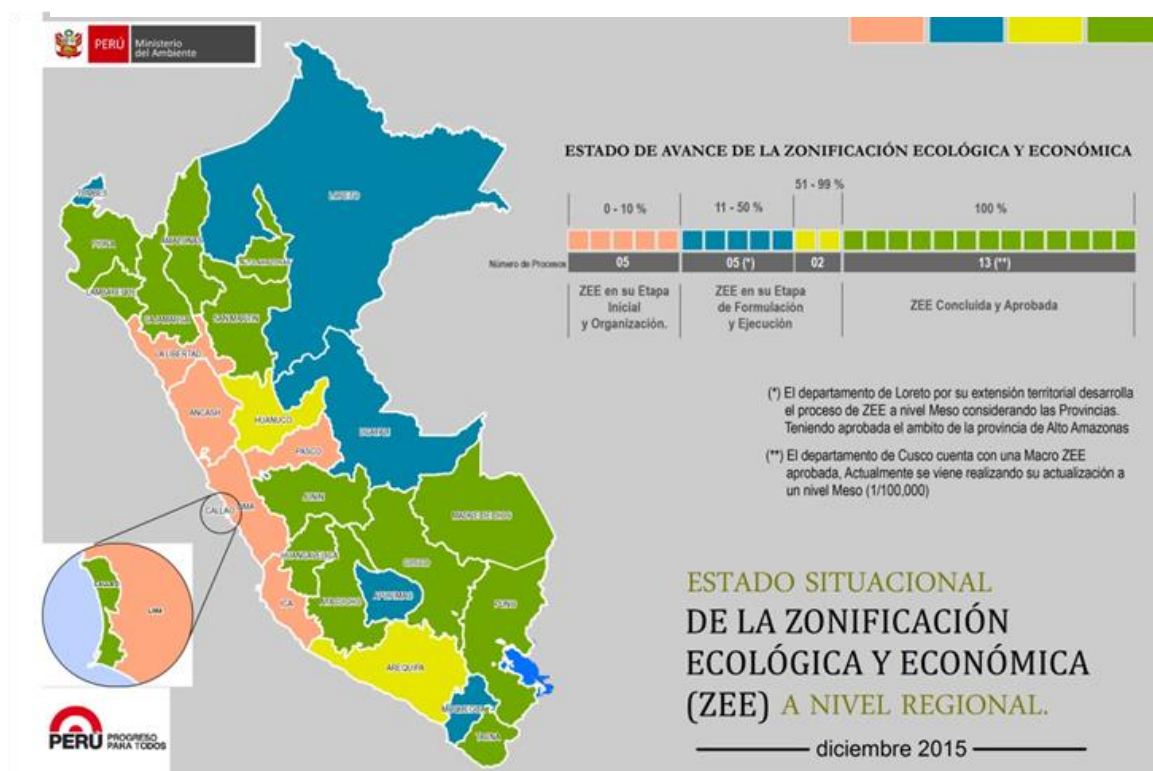 PERÚ
Ministerio
del Ambiente
ESTADO DE AVANCE DE LA ZONIFICACIÓN ECOLÓGICA Y ECONÓMICA
51 - 99 %
0 - 10 %
11 - 50 %
100 %
Número de Procesos
05
05 (*)
02
13 (**)
ZEE en su Etapa
Inicial
y Organización.
ZEE en su Etapa
de Formulación
y Ejecución
ZEE Concluida y Aprobada
(*) El departamento de Loreto por su extensión territorial desarrolla
el proceso de ZEE a nivel Meso considerando las Provincias.
Teniendo aprobada el ambito de la provincia de Alto Amazonas
(**) El departamento de Cusco cuenta con una Macro ZEE
aprobada, Actualmente se viene realizando su actualización a
un nivel Meso (1/100,000)
TUMBES
LORETO
PIURA
AMAZONAS
ALTO AMAZONAS
LAMBAYEQUE
CAJAMARCA
SAN MARTIN
LA LIBERTAD
ANCASH
HUANUCO
UCAYALI
PASCO
JUNIN
CALLAO
LIMA
MADRE DE DIOS
HUANCAVELICA
CUSCO
ICA
AYACUCHO
APURIMAC
PUNO
AREQUIPA
MOQUEGUA
TACNA
CALLAO
LIMA
ESTADO SITUACIONAL
DE LA ZONIFICACIÓN
ECOLÓGICA Y ECONÓMICA
(ZEE) A NIVEL REGIONAL.
diciembre 2015
PERÚ
PROGRESO
PARA TODOS